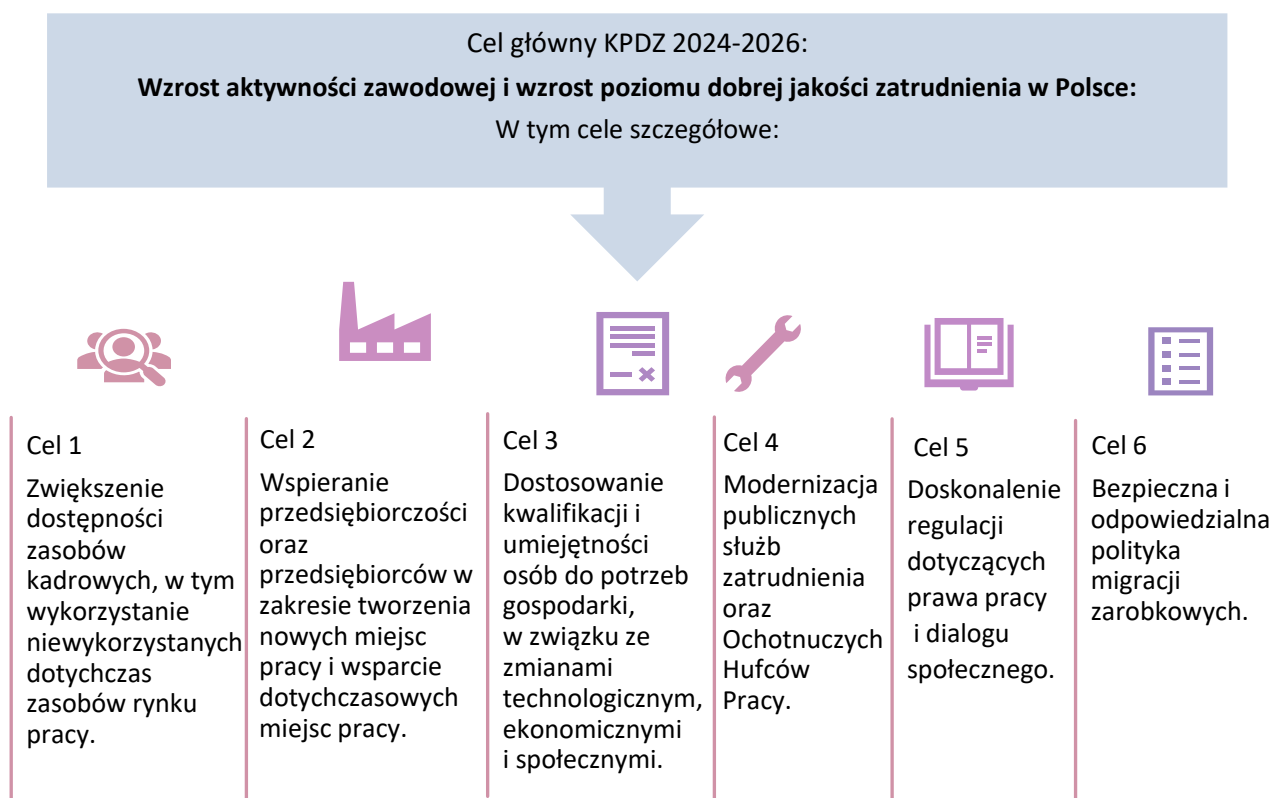 Cel główny KPDZ 2024-2026:
Wzrost aktywności zawodowej i wzrost poziomu dobrej jakości zatrudnienia w Polsce:
W tym cele szczegółowe:
Cel 1
Zwiększenie
dostępności
zasobów
kadrowych, w tym
wykorzystanie
niewykorzystanych
dotychczas
zasobów rynku
pracy.
Cel 2
Wspieranie
przedsiębiorczości
oraz
przedsiębiorców w
zakresie tworzenia
nowych miejsc
pracy i wsparcie
dotychczasowych
miejsc pracy.
Cel 3
Dostosowanie
kwalifikacji i
umiejętności
osób do potrzeb
gospodarki,
w związku ze
zmianami
technologicznym,
ekonomicznymi
i społecznymi.
Cel 4
Modernizacja
publicznych
służb
zatrudnienia
oraz
Ochotnuczych
Hufców
Pracy.
Cel 5
Doskonalenie
regulacji
dotyczących
prawa pracy
i dialogu
społecznego.
Cel 6
Bezpieczna i
odpowiedzialna
polityka
migracji
zarobkowych.